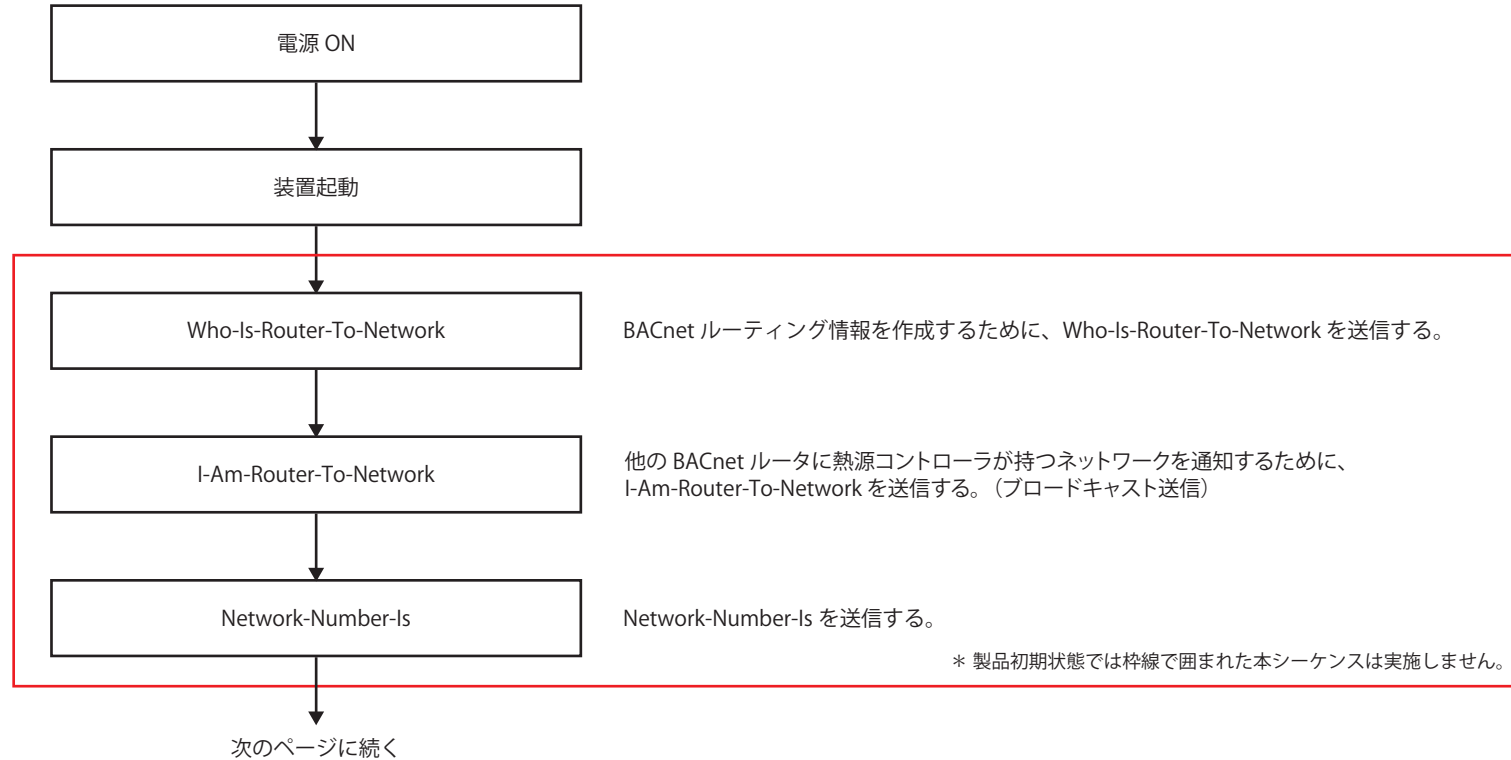 電源 ON
装置起動
Who-Is-Router-To-Network
BACnet ルーティング情報を作成するために、Who-Is-Router-To-Network を送信する。
I-Am-Router-To-Network
他の BACnet ルータに熱源コントローラが持つネットワークを通知するために、
I-Am-Router-To-Network を送信する。（ブロードキャスト送信）
Network-Number-Is
Network-Number-Is を送信する。
＊ 製品初期状態では枠線で囲まれた本シーケンスは実施しません。
次のページに続く